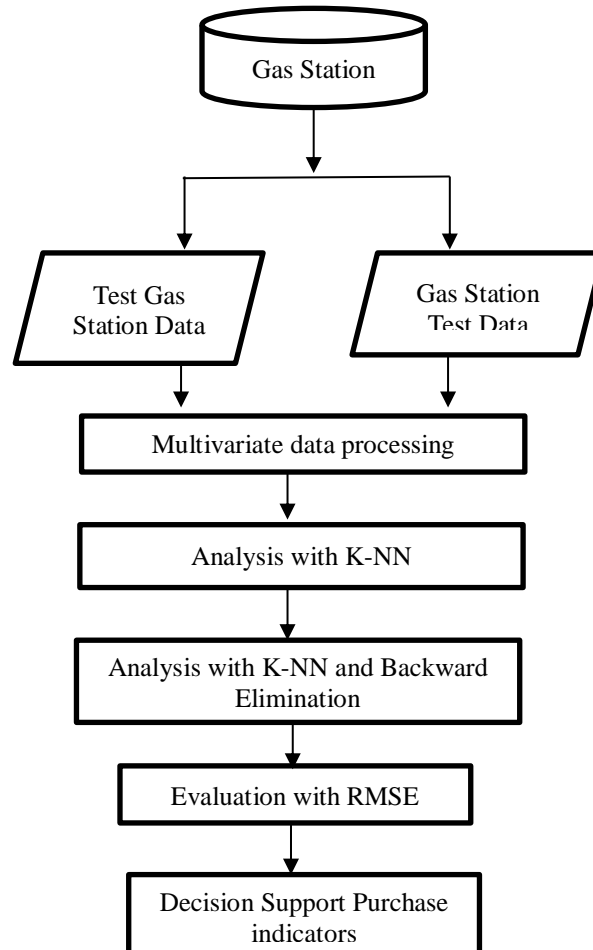 Gas Station
Test Gas
Station Data
Gas Station
Test Data
Multivariate data processing
Analysis with K-NN
Analysis with K-NN and Backward
Elimination
Evaluation with RMSE
Decision Support Purchase
indicators